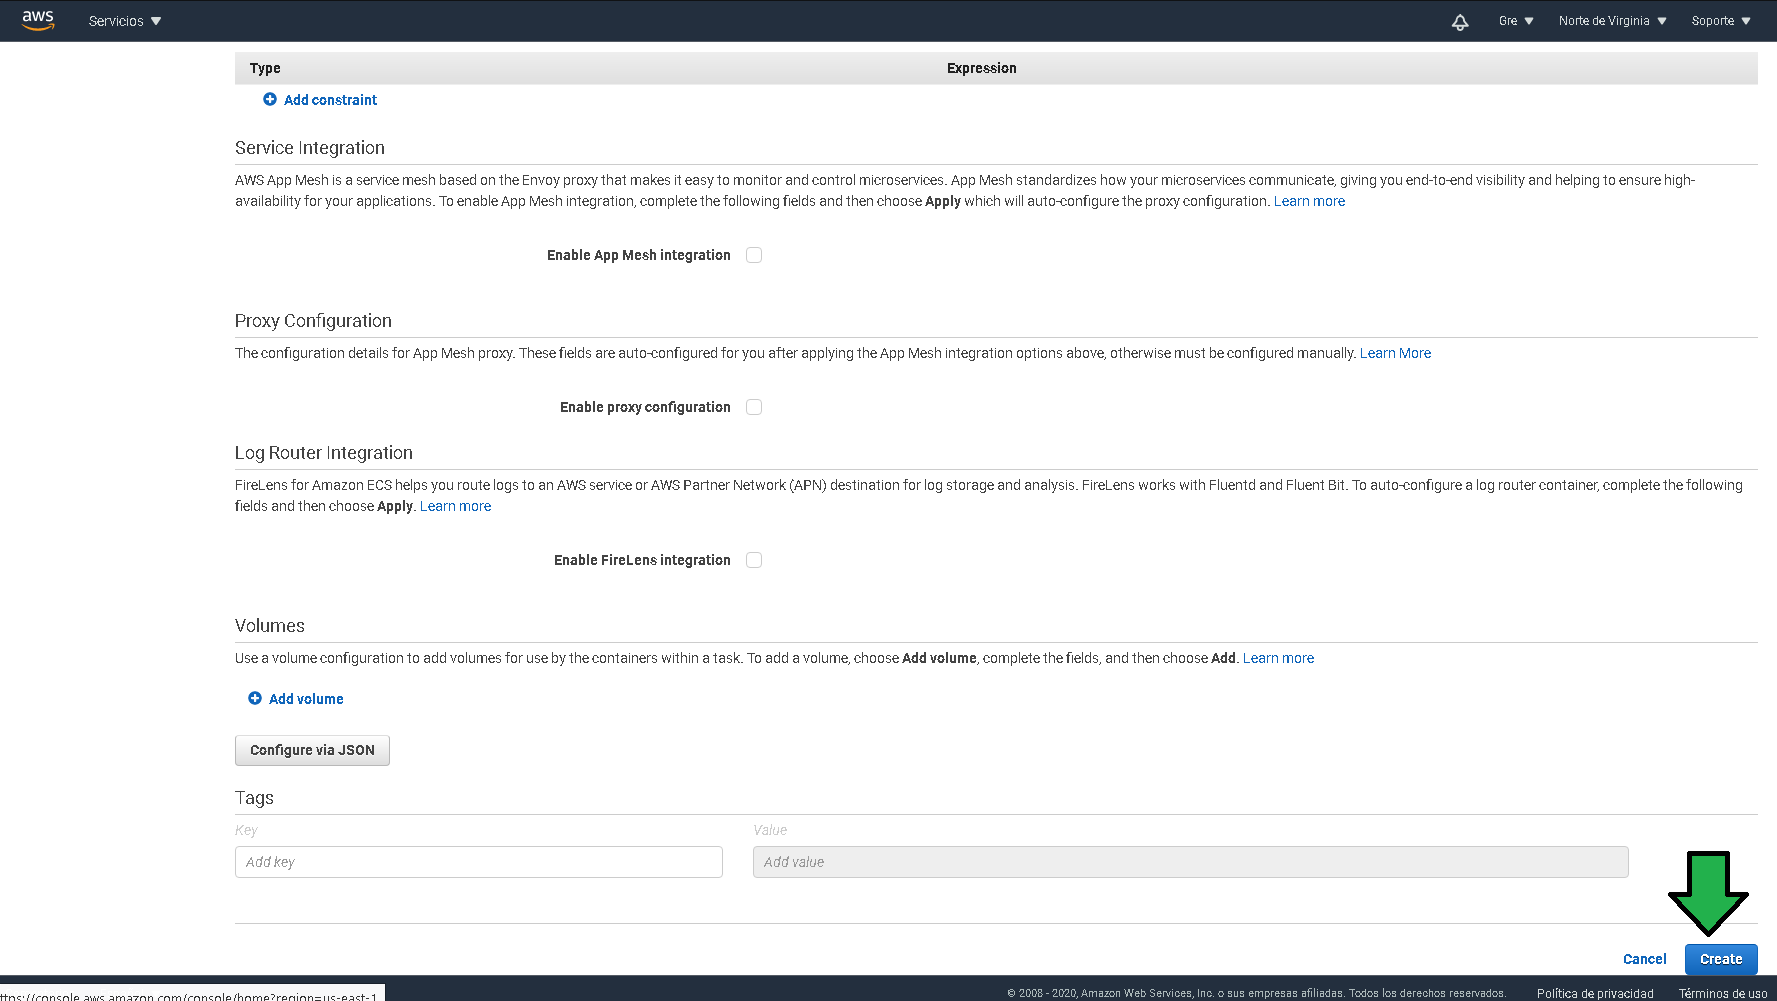 aws Servicios Gre Norte de Virginia Soporte
Type Expression
Add constraint
Service Integration
AWS App Mesh is a service mesh based on the Envoy proxy that makes it easy to monitor and control microservices. App Mesh standardizes how your microservices communicate, giving you end-to-end visibility and helping to ensure high-
availability for your applications. To enable App Mesh integration, complete the following fields and then choose Apply which will auto-configure the proxy configuration. Learn more
Enable App Mesh integration
Proxy Configuration
The configuration details for App Mesh proxy. These fields are auto-configured for you after applying the App Mesh integration options above, otherwise must be configured manually. Learn More
Enable proxy configuration
Log Router Integration
FireLens for Amazon ECS helps you route logs to an AWS service or AWS Partner Network (APN) destination for log storage and analysis. FireLens works with Fluentd and Fluent Bit. To auto-configure a log router container, complete the following
fields and then choose Apply. Learn more
Enable FireLens integration
Volumes
Use a volume configuration to add volumes for use by the containers within a task. To add a volume, choose Add volume, complete the fields, and then choose Add. Learn more
Add volume
Configure via JSON
Tags
Key Value
Add key Add value
Cancel Create
ttps://console.aws.amazon.com/console/home?region=us-east-1 © 2008 - 2020, Amazon Web Services, Inc. o sus empresas afiliadas. Todos los derechos reservados. Política de privacidad Términos de uso